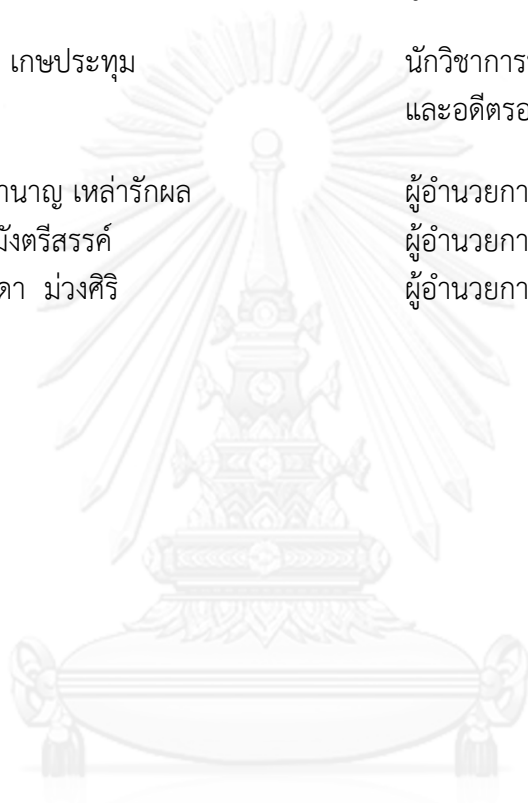 เกษประทุม นักวิชาการ
และอดีตรอ
านาญ เหล่ารักผล ผู้อำนวยกา
มังตรีสรรค์ ผู้อำนวยกา
ดา ม่วงศิริ ผู้อำนวยกา